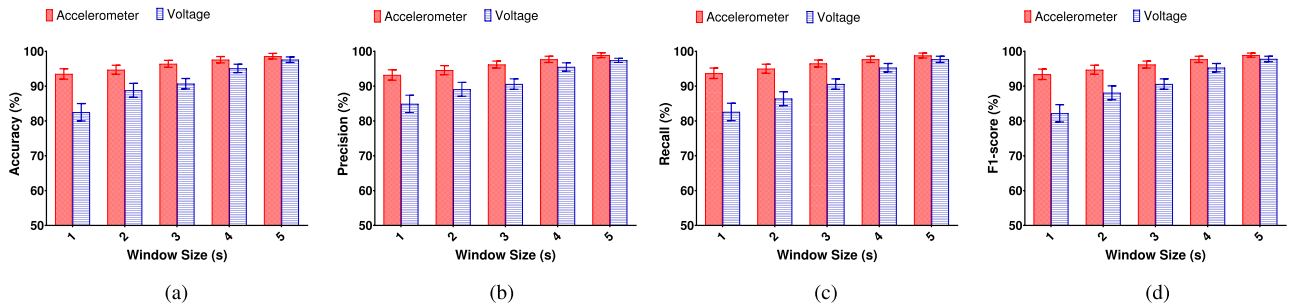 Accelerometer Voltage
Accuracy (%)
100
90
80
70
60
50
1 2 3 4 5
Window Size (s)
(a)
Accelerometer Voltage
Precision (%)
100
90
80
70
60
50
1 2 3 4 5
Window Size (s)
(b)
Accelerometer Voltage
Recall (%)
100
90
80
70
60
50
1 2 3 4 5
Window Size (s)
(c)
Accelerometer Voltage
F1-score (%)
100
90
80
70
60
50
1 2 3 4 5
Window Size (s)
(d)